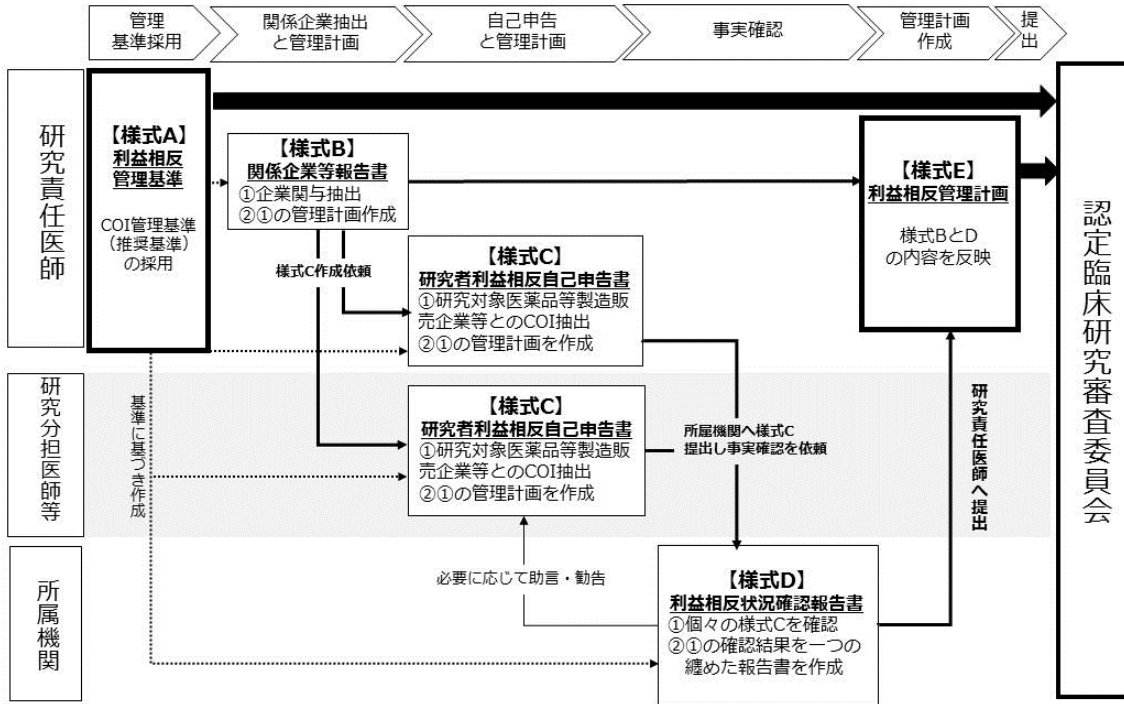 管理
基準採用
関係企業抽出
と管理計画
自己申告
と管理計画
事実確認
管理計画
作成
提
出
研究責任医師
【様式A】
利益相反
管理基準
COI管理基準
（推奨基準）
の採用
【様式B】
関係企業等報告書
①企業関与抽出
②①の管理計画作成
様式C作成依頼
【様式C】
研究者利益相反自己申告書
①研究対象医薬品等製造販
売企業等とのCOI抽出
②①の管理計画を作成
【様式E】
利益相反管理計画
様式BとD
の内容を反映
認定臨床研究審査委員会
研究分担医師等
基準に基づき作成
【様式C】
研究者利益相反自己申告書
①研究対象医薬品等製造販
売企業等とのCOI抽出
②①の管理計画を作成
所属機関へ様式C
提出し事実確認を依頼
研究責任医師へ提出
所属機関
必要に応じて助言・勧告
【様式D】
利益相反状況確認報告書
①個々の様式Cを確認
②①の確認結果を一つの
纏めた報告書を作成